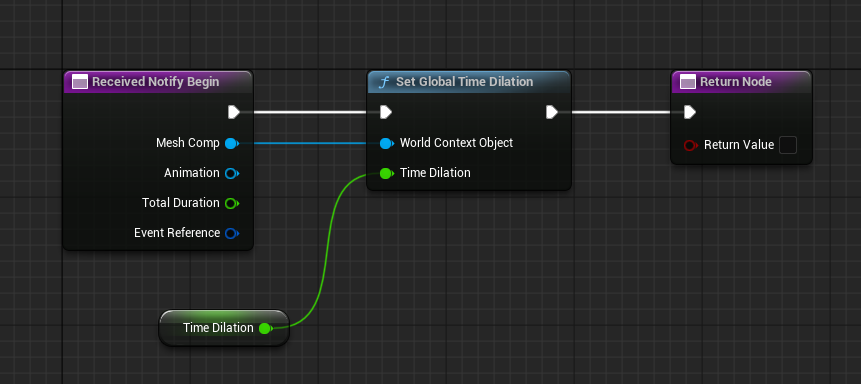 Received Notify Begin
Set Global Time Dilation
Return Node
Mesh Comp
World Context Object
Return Value
Animation
Time Dilation
Total Duration
Event Reference
Time Dilation